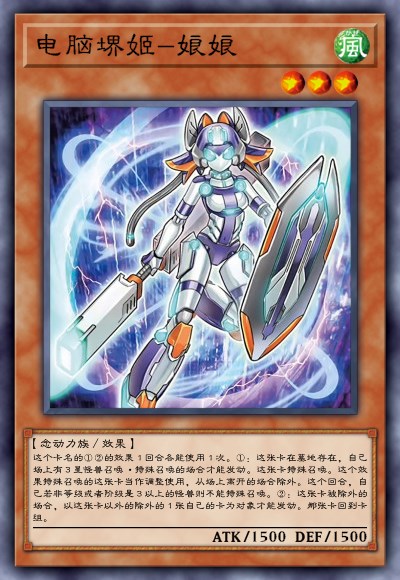 电脑堺姬-娘娘
風
【念动力族/效果】
这个卡名的①②的效果1回合各能使用1次。①：这张卡在墓地存在，自己
场上有3星怪兽召唤·特殊召唤的场合才能发动。这张卡特殊召唤。这个效
果特殊召唤的这张卡当作调整使用，从场上离开的场合除外。这个回合，自
己若非等级或者阶级是3以上的怪兽则不能特殊召唤。②：这张卡被除外的
场合，以这张卡以外的除外的1张自己的卡为对象才能发动。那张卡回到卡
组。
ATK/1500 DEF/1500